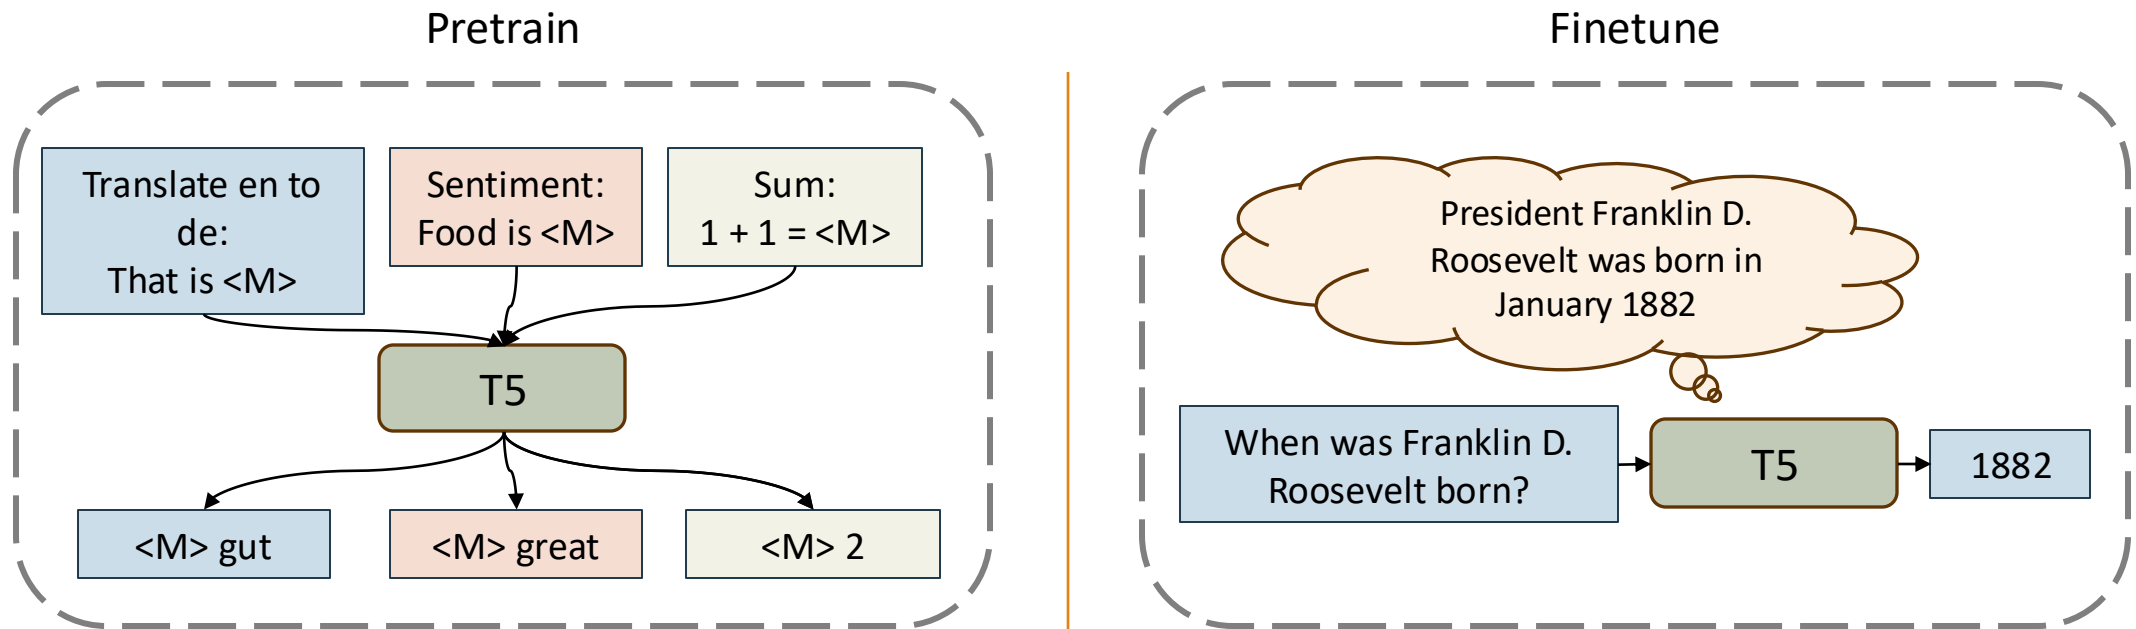 Pretrain
Translate en to
de:
That is <M>
Sentiment:
Food is <M>
Sum:
1 + 1 = <M>
T5
<M> gut
<M> great
<M> 2
Finetune
President Franklin D.
Roosevelt was born in
January 1882
When was Franklin D.
Roosevelt born?
T5
1882